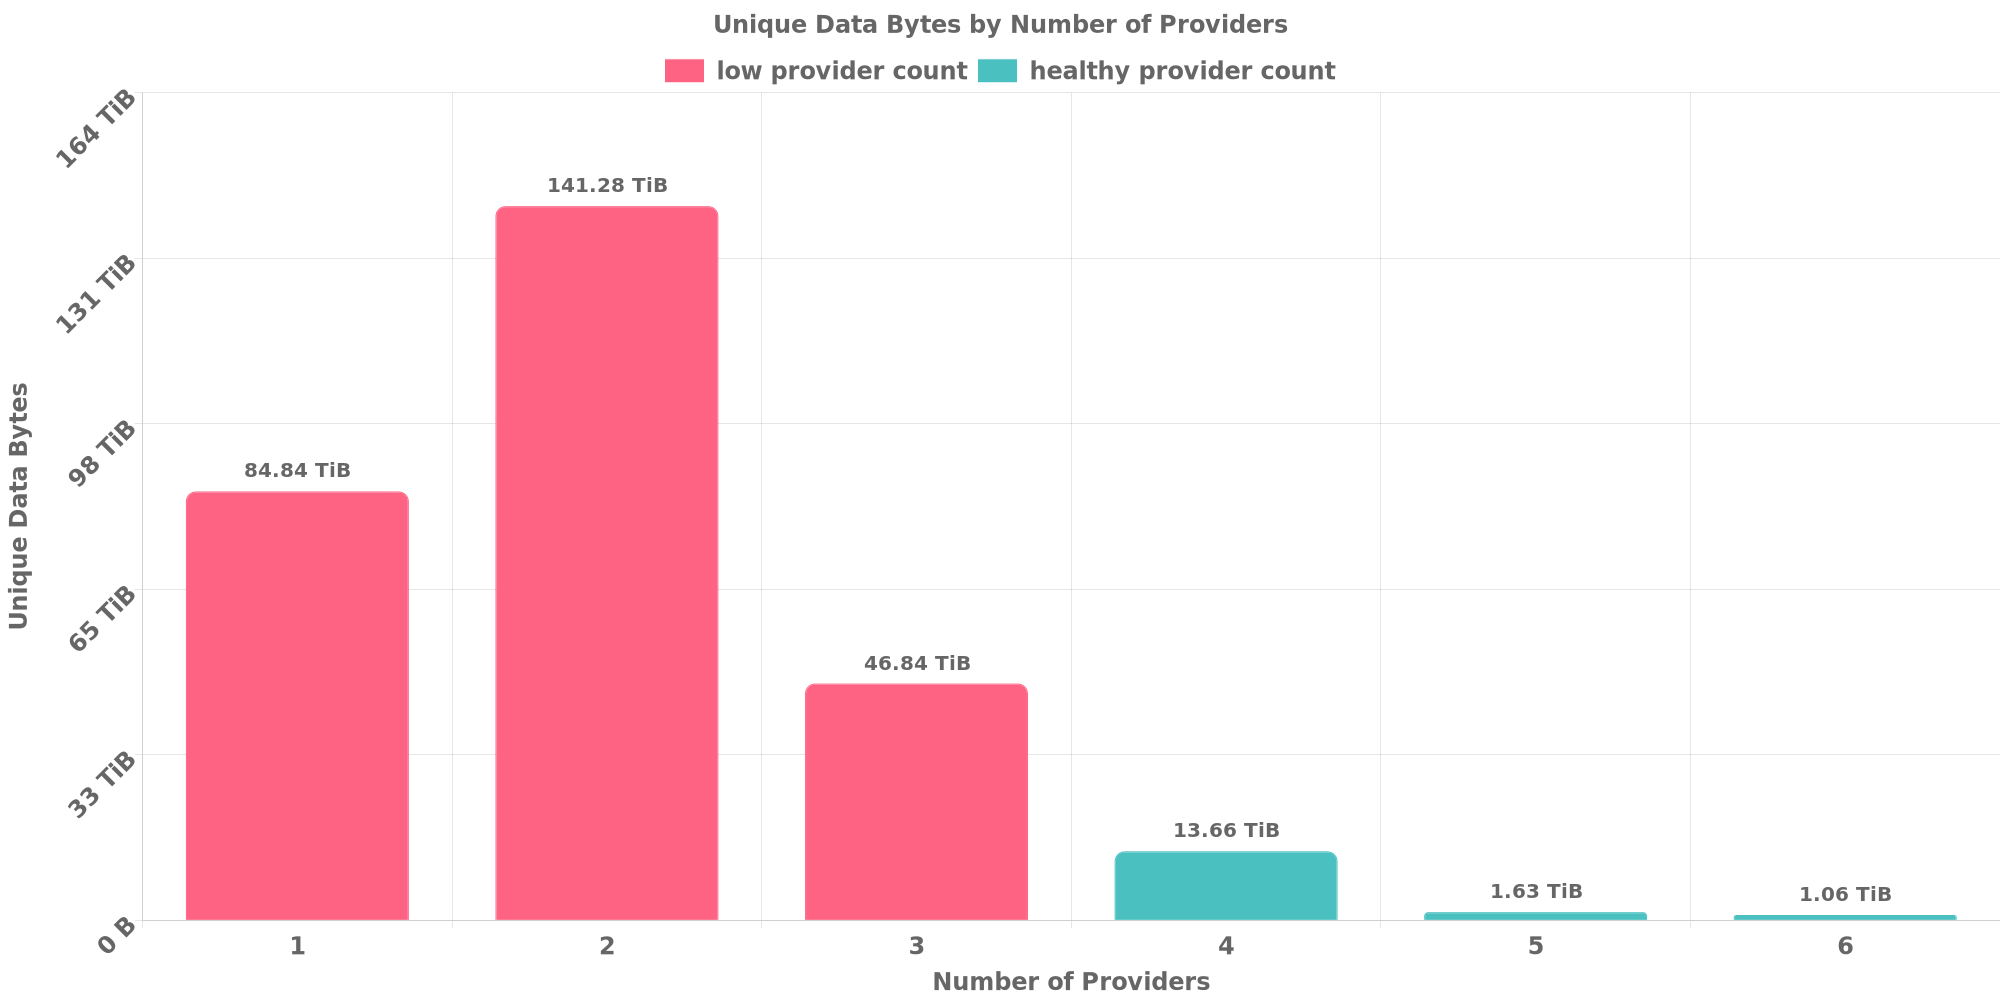 Unique Data Bytes by Number of Providers
low provider count healthy provider count
164 TiB
131 TiB
98 TiB
65 TiB
33 TiB
0 B
Unique Data Bytes
84.84 TiB
141.28 TiB
46.84 TiB
13.66 TiB
1.63 TiB
1.06 TiB
1 2 3 4 5 6
Number of Providers